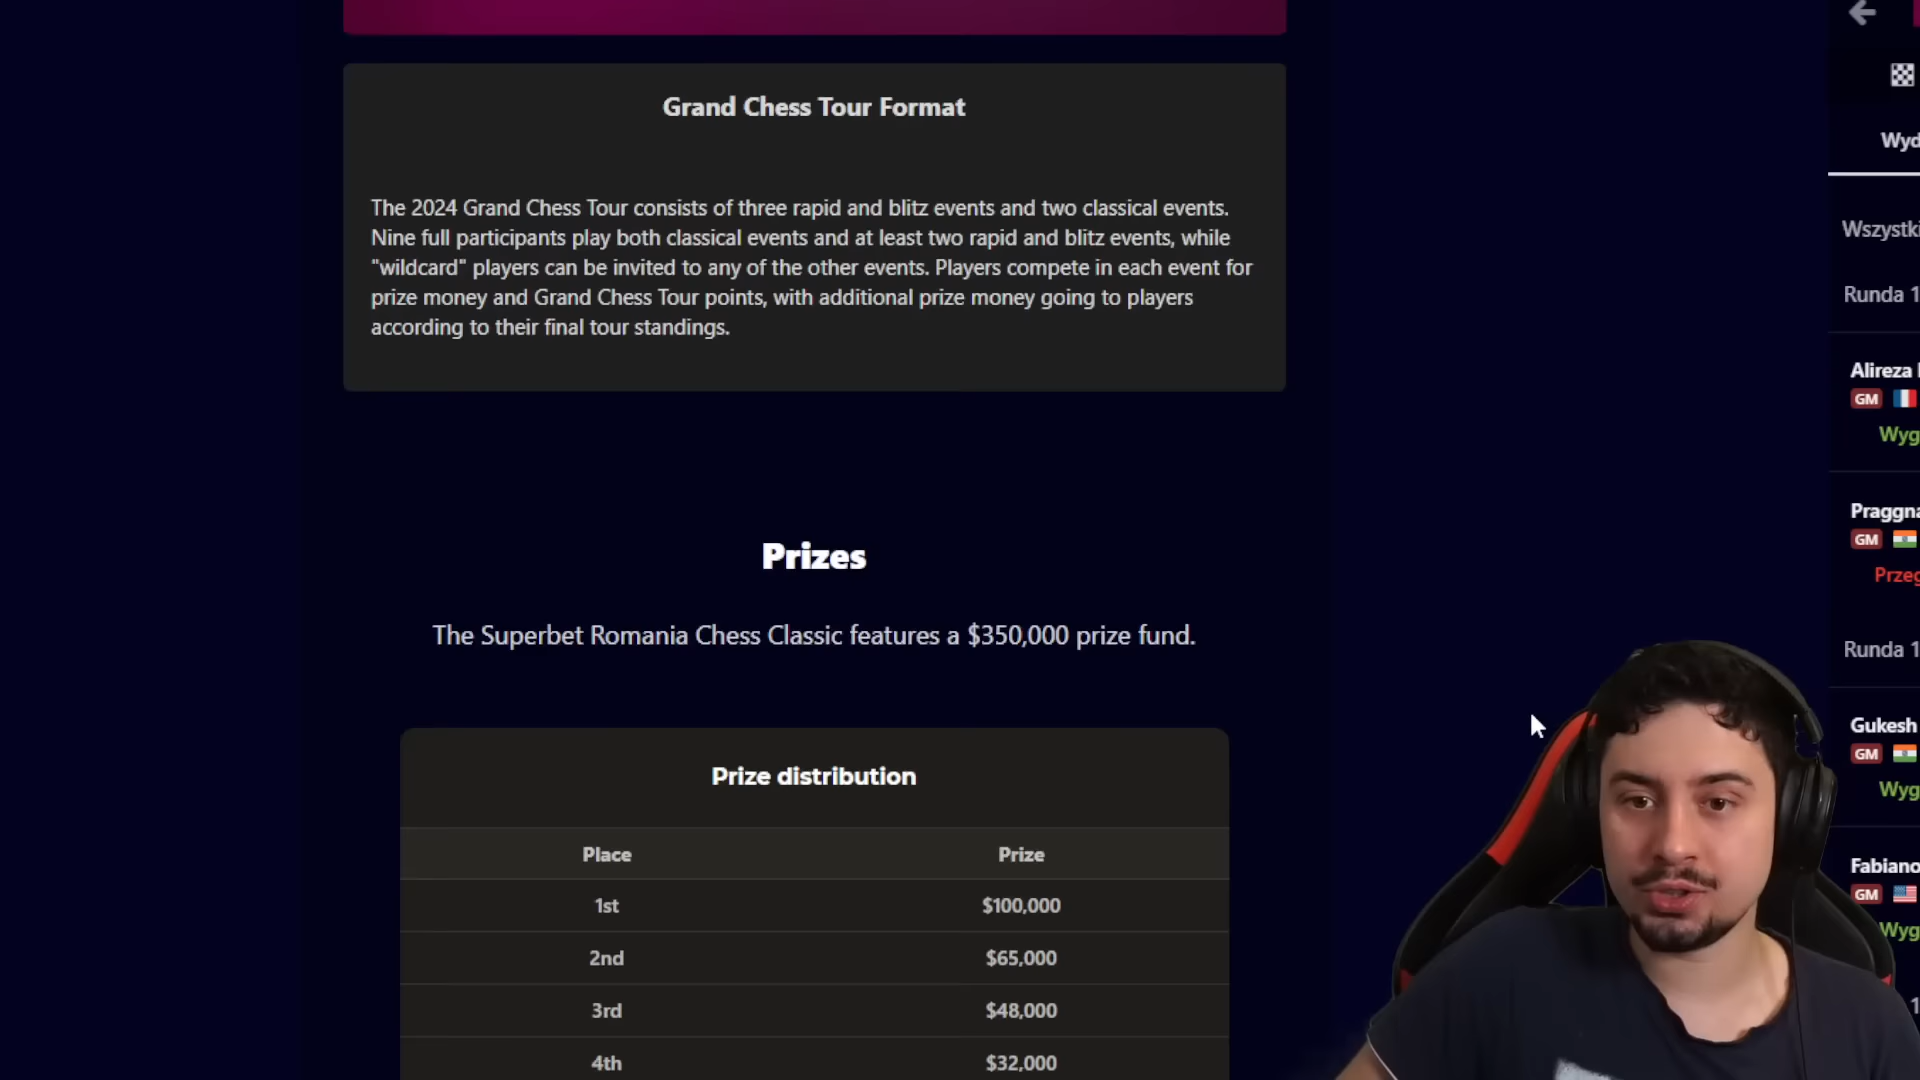 Grand Chess Tour Format
The 2024 Grand Chess Tour consists of three rapid and blitz events and two classical events.
Nine full participants play both classical events and at least two rapid and blitz events, while
"wildcard" players can be invited to any of the other events. Players compete in each event for
prize money and Grand Chess Tour points, with additional prize money going to players
according to their final tour standings.
Prizes
The Superbet Romania Chess Classic features a $350,000 prize fund.
Prize distribution
Place Prize
1st $100,000
2nd $65,000
3rd $48,000
4th $32,000
Wyd
Wszystki
Runda 1
Alireza
GM
Wyg
Praggna
GM
Przeg
Runda 1
Gukesh
GM
Wyg
Fabiano
GM
Wyg
1